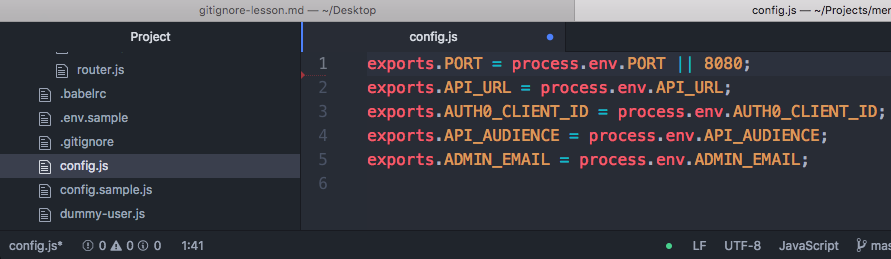 gitignore-lesson.md — ~/Desktop
config.js — ~/Projects/mer
Project
router.js
.babelrc
.env.sample
.gitignore
config.js
config.sample.js
dummy-user.js
config.js
1 exports.PORT = process.env.PORT || 8080;
2 exports.API_URL = process.env.API_URL;
3 exports.AUTH0_CLIENT_ID = process.env.AUTH0_CLIENT_ID;
4 exports.API_AUDIENCE = process.env.API_AUDIENCE;
5 exports.ADMIN_EMAIL = process.env.ADMIN_EMAIL;
6
config.js* 0 0 0 1:41 LF UTF-8 JavaScript mas